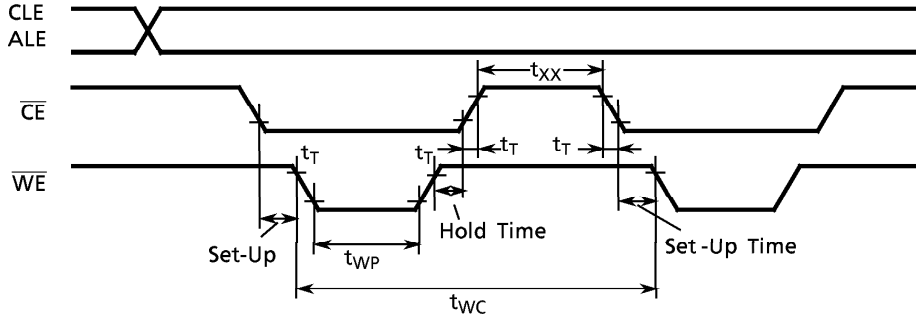 CLE
ALE
tXX
CE
tT tT tT tT
WE
Hold Time
Set-Up
Set-Up Time
tWP
tWC